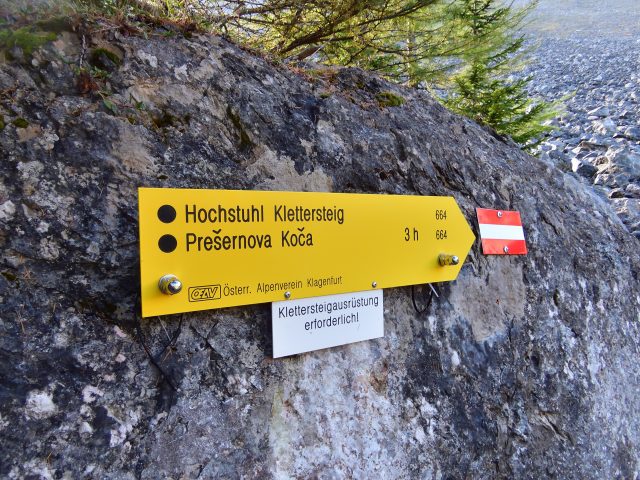 Hochstuhl Klettersteig 664
Prešernova Koča 3 h 664
ÖAV Österr. Alpenverein Klagenfurt
Klettersteigausrüstung
erforderlich!